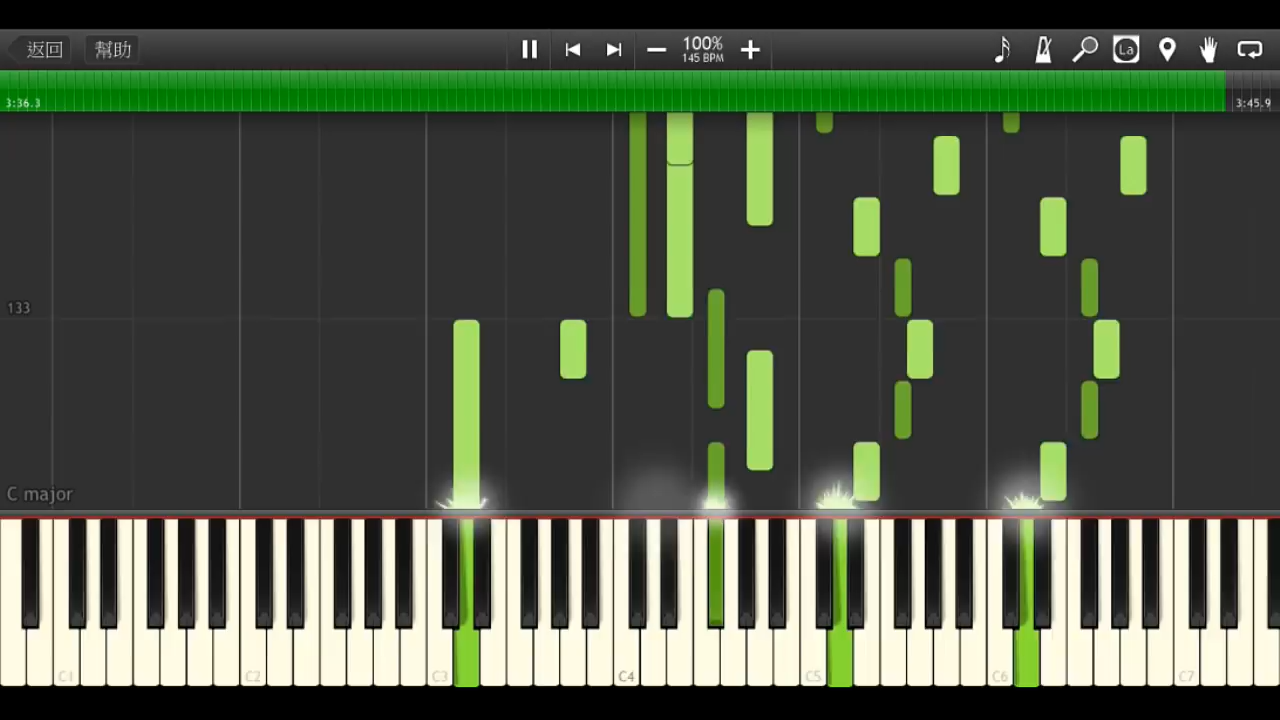 返回 幫助 100% La
145 BPM
3:36.3 3:45.9
133
C major
C1 C2 C3 C4 C5 C6 C7